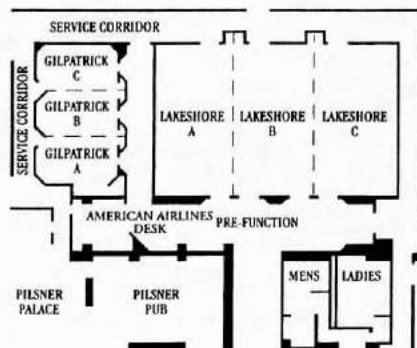 SERVICE CORRIDOR
SERVICE CORRIDOR
GILPATRICK
C
GILPATRICK
B
GILPATRICK
A
LAKESHORE
A
LAKESHORE
B
LAKESHORE
C
AMERICAN AIRLINES
DESK
PRE-FUNCTION
MENS
LADIES
PILSNER
PALACE
PILSNER
PUB